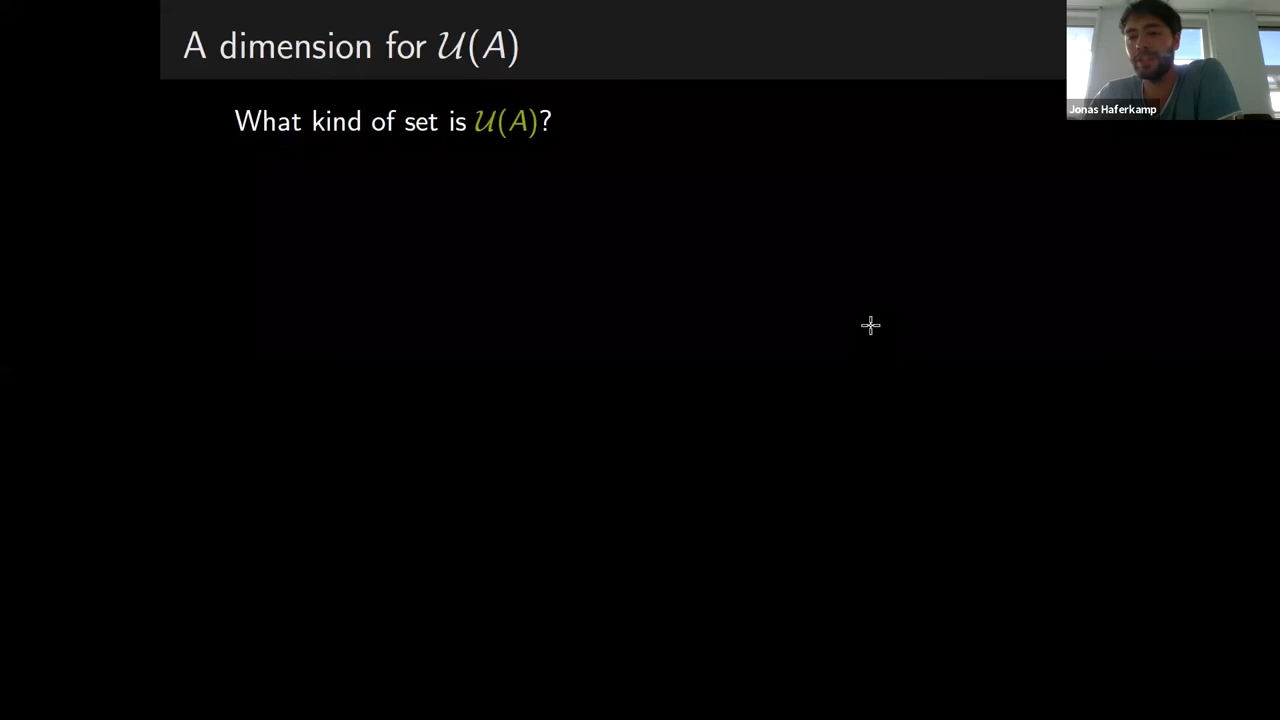 A dimension for 𝒰(A)
Jonas Haferkamp
What kind of set is 𝒰(A)?